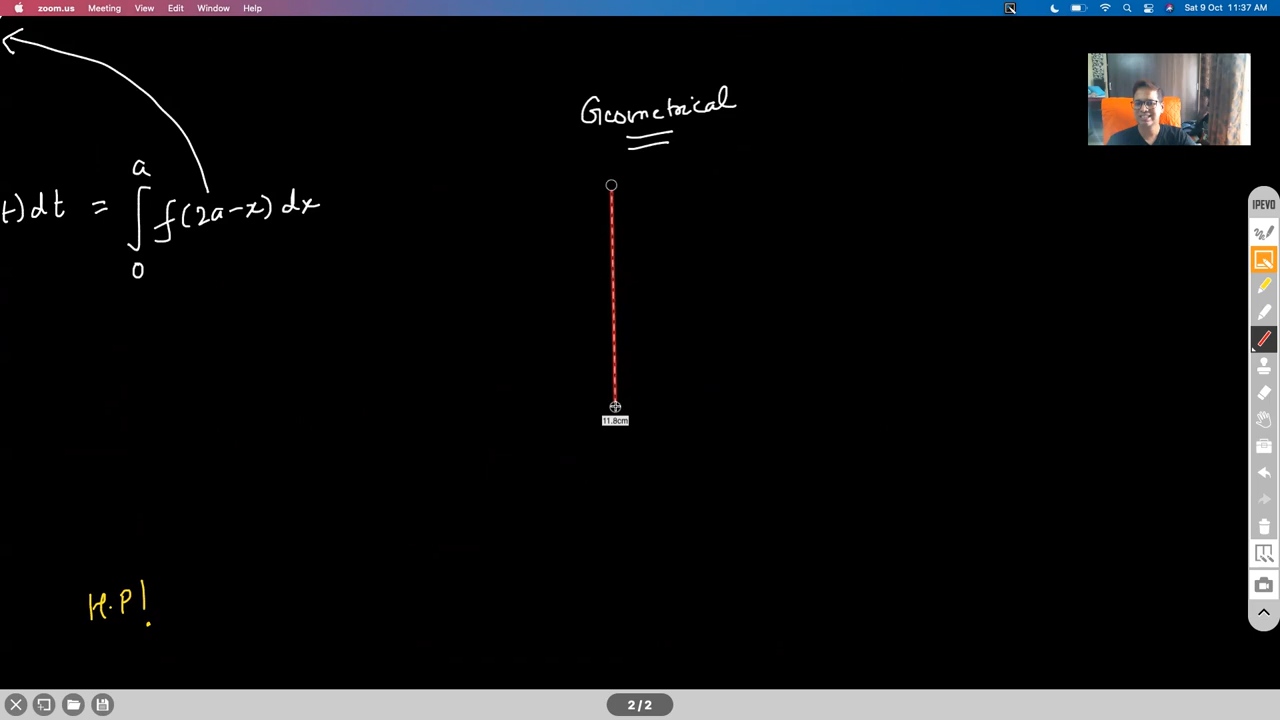 zoom.us Meeting View Edit Window Help Sat 9 Oct 11:37 AM
Geometrical
t)dt = ∫₀ᵃ f(2a-x) dx
IPEVO
11.8cm
H.P!
2/2